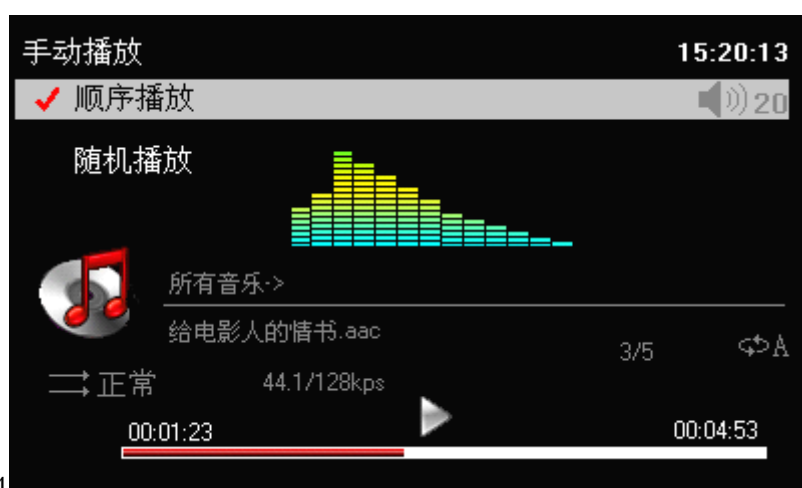 手动播放 15:20:13
顺序播放 20
随机播放
所有音乐->
给电影人的情书.aac
3/5 A
正常 44.1/128kps
00:01:23 00:04:53